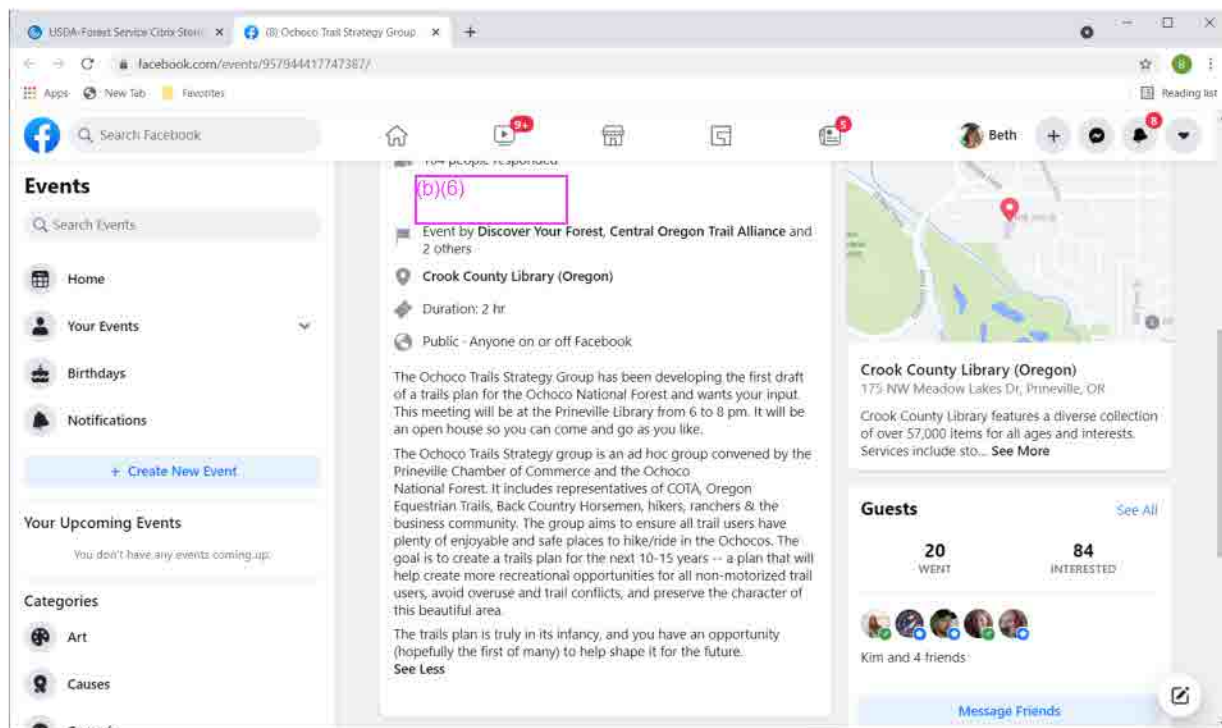 USDA-Forest Service Citrix Store
(8) Ochoco Trail Strategy Group
facebook.com/events/957944417747387/
Apps
New Tab
Favorites
Reading list
Search Facebook
9+
5
Beth
8
B
Events
Search Events
Home
Your Events
Birthdays
Notifications
+ Create New Event
Your Upcoming Events
You don't have any events coming up.
Categories
Art
Causes
104 people responded
(b)(6)
Event by Discover Your Forest, Central Oregon Trail Alliance and
2 others
Crook County Library (Oregon)
Duration: 2 hr
Public · Anyone on or off Facebook
The Ochoco Trails Strategy Group has been developing the first draft
of a trails plan for the Ochoco National Forest and wants your input.
This meeting will be at the Prineville Library from 6 to 8 pm. It will be
an open house so you can come and go as you like.
The Ochoco Trails Strategy group is an ad hoc group convened by the
Prineville Chamber of Commerce and the Ochoco
National Forest. It includes representatives of COTA, Oregon
Equestrian Trails, Back Country Horsemen, hikers, ranchers & the
business community. The group aims to ensure all trail users have
plenty of enjoyable and safe places to hike/ride in the Ochocos. The
goal is to create a trails plan for the next 10-15 years -- a plan that will
help create more recreational opportunities for all non-motorized trail
users, avoid overuse and trail conflicts, and preserve the character of
this beautiful area.
The trails plan is truly in its infancy, and you have an opportunity
(hopefully the first of many) to help shape it for the future.
See Less
Crook County Library (Oregon)
175 NW Meadow Lakes Dr, Prineville, OR
Crook County Library features a diverse collection
of over 57,000 items for all ages and interests.
Services include sto... See More
Guests
See All
20
WENT
84
INTERESTED
Kim and 4 friends
Message Friends